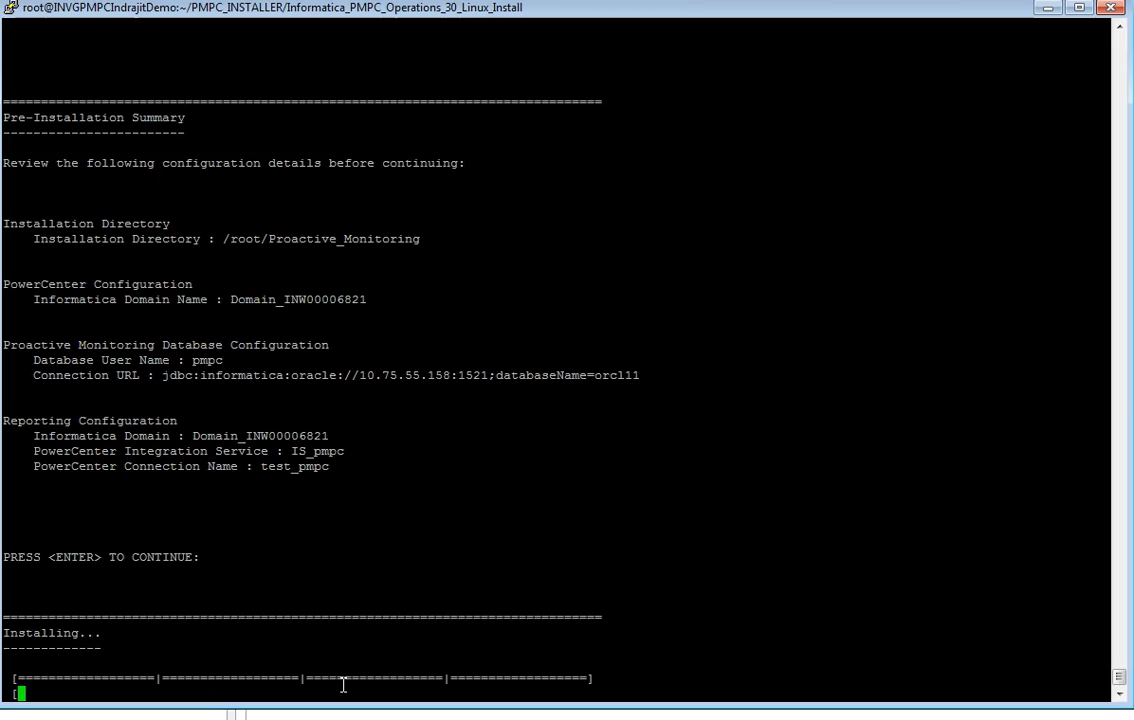 root@INVGPMPCIndrajitDemo:~/PMPC_INSTALLER/Informatica_PMPC_Operations_30_Linux_Install
===============================================================================
Pre-Installation Summary
------------------------
Review the following configuration details before continuing:
Installation Directory
Installation Directory : /root/Proactive_Monitoring
PowerCenter Configuration
Informatica Domain Name : Domain_INW00006821
Proactive Monitoring Database Configuration
Database User Name : pmpc
Connection URL : jdbc:informatica:oracle://10.75.55.158:1521;databaseName=orcl11
Reporting Configuration
Informatica Domain : Domain_INW00006821
PowerCenter Integration Service : IS_pmpc
PowerCenter Connection Name : test_pmpc
PRESS <ENTER> TO CONTINUE:
===============================================================================
Installing...
-------------
[==================|==================|==================|==================]
[